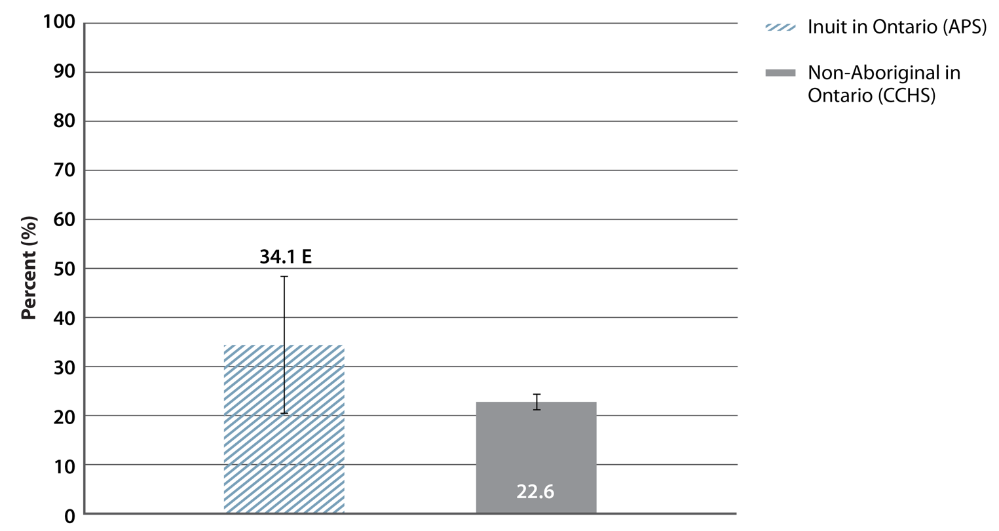 100
90
80
70
60
50
40
30
20
10
0
Percent (%)
34.1 E
22.6
Inuit in Ontario (APS)
Non-Aboriginal in
Ontario (CCHS)